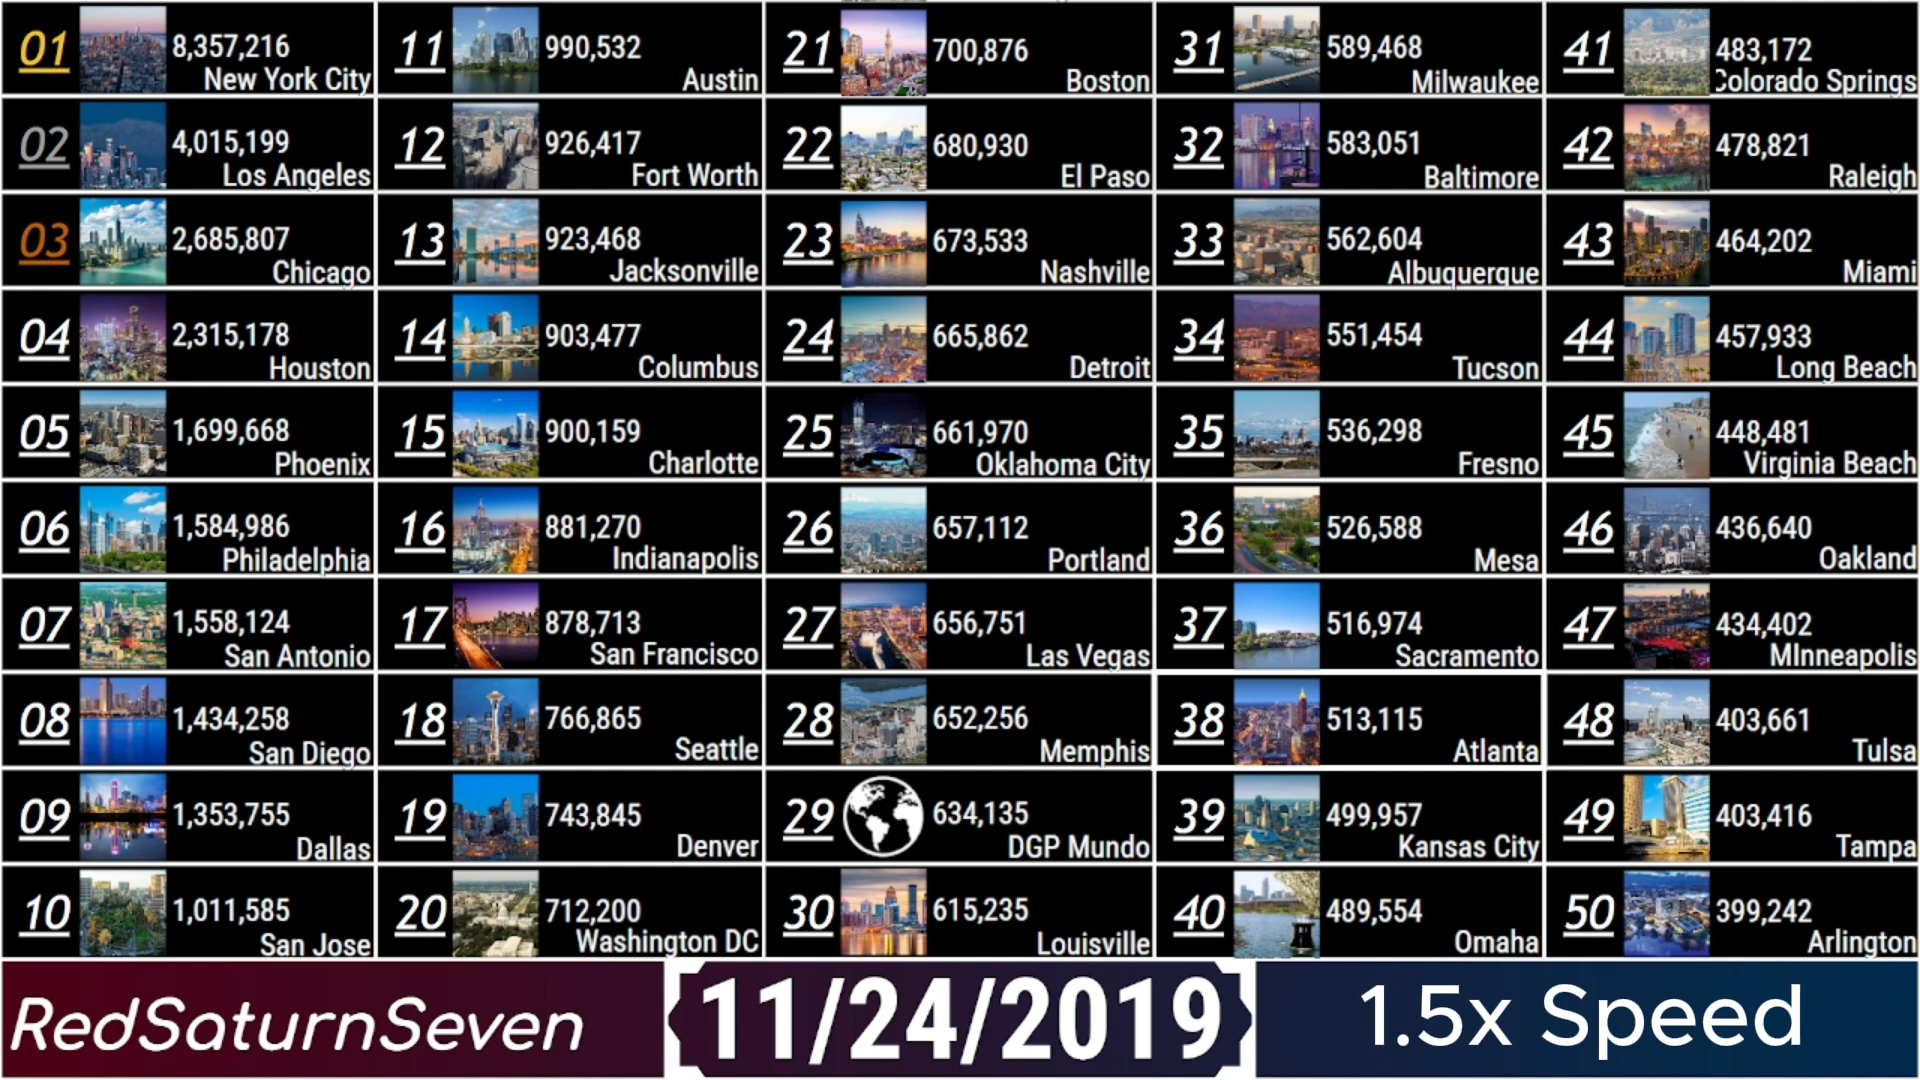 01
8,357,216
New York City
02
4,015,199
Los Angeles
03
2,685,807
Chicago
04
2,315,178
Houston
05
1,699,668
Phoenix
06
1,584,986
Philadelphia
07
1,558,124
San Antonio
08
1,434,258
San Diego
09
1,353,755
Dallas
10
1,011,585
San Jose
11
990,532
Austin
12
926,417
Fort Worth
13
923,468
Jacksonville
14
903,477
Columbus
15
900,159
Charlotte
16
881,270
Indianapolis
17
878,713
San Francisco
18
766,865
Seattle
19
743,845
Denver
20
712,200
Washington DC
21
700,876
Boston
22
680,930
El Paso
23
673,533
Nashville
24
665,862
Detroit
25
661,970
Oklahoma City
26
657,112
Portland
27
656,751
Las Vegas
28
652,256
Memphis
29
634,135
DGP Mundo
30
615,235
Louisville
31
589,468
Milwaukee
32
583,051
Baltimore
33
562,604
Albuquerque
34
551,454
Tucson
35
536,298
Fresno
36
526,588
Mesa
37
516,974
Sacramento
38
513,115
Atlanta
39
499,957
Kansas City
40
489,554
Omaha
41
483,172
Colorado Springs
42
478,821
Raleigh
43
464,202
Miami
44
457,933
Long Beach
45
448,481
Virginia Beach
46
436,640
Oakland
47
434,402
MInneapolis
48
403,661
Tulsa
49
403,416
Tampa
50
399,242
Arlington
RedSaturnSeven
11/24/2019
1.5x Speed